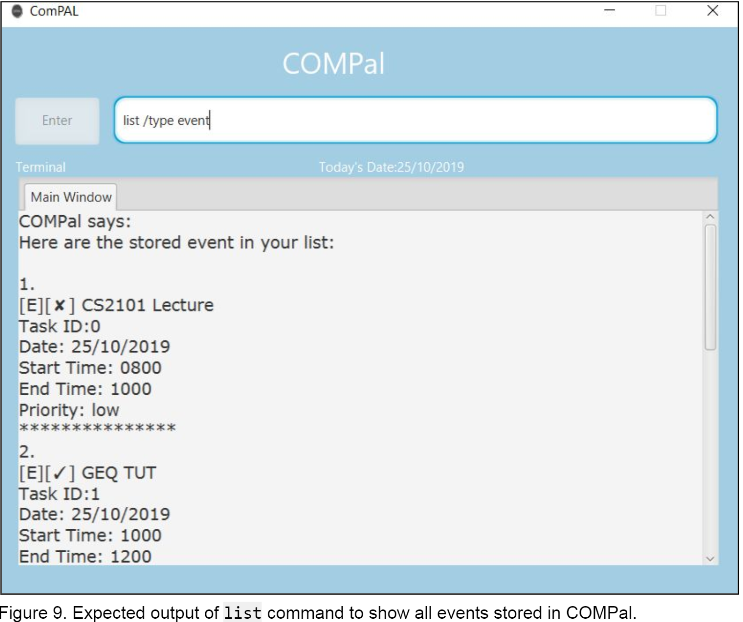 ComPAL
COMPal
Enter
list /type event
Terminal
Today's Date:25/10/2019
Main Window
COMPal says:
Here are the stored event in your list:
1.
[E][✘] CS2101 Lecture
Task ID:0
Date: 25/10/2019
Start Time: 0800
End Time: 1000
Priority: low
***************
2.
[E][✓] GEQ TUT
Task ID:1
Date: 25/10/2019
Start Time: 1000
End Time: 1200
Figure 9. Expected output of list command to show all events stored in COMPal.